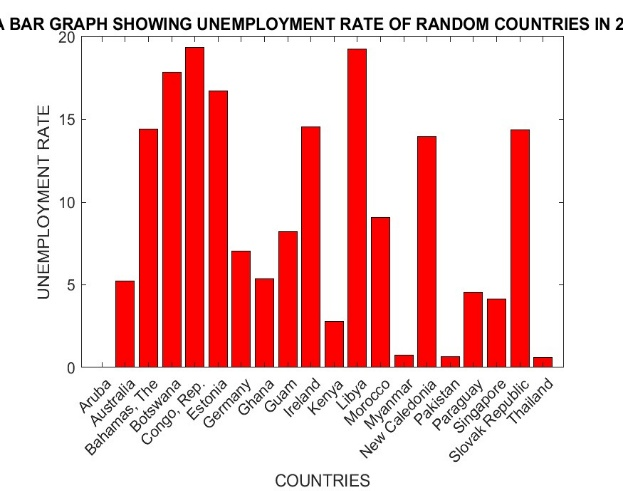 A BAR GRAPH SHOWING UNEMPLOYMENT RATE OF RANDOM COUNTRIES IN 2
20
15
10
5
0
UNEMPLOYMENT RATE
Aruba
Australia
Bahamas, The
Botswana
Congo, Rep.
Estonia
Germany
Ghana
Guam
Ireland
Kenya
Libya
Morocco
Myanmar
New Caledonia
Pakistan
Paraguay
Singapore
Slovak Republic
Thailand
COUNTRIES